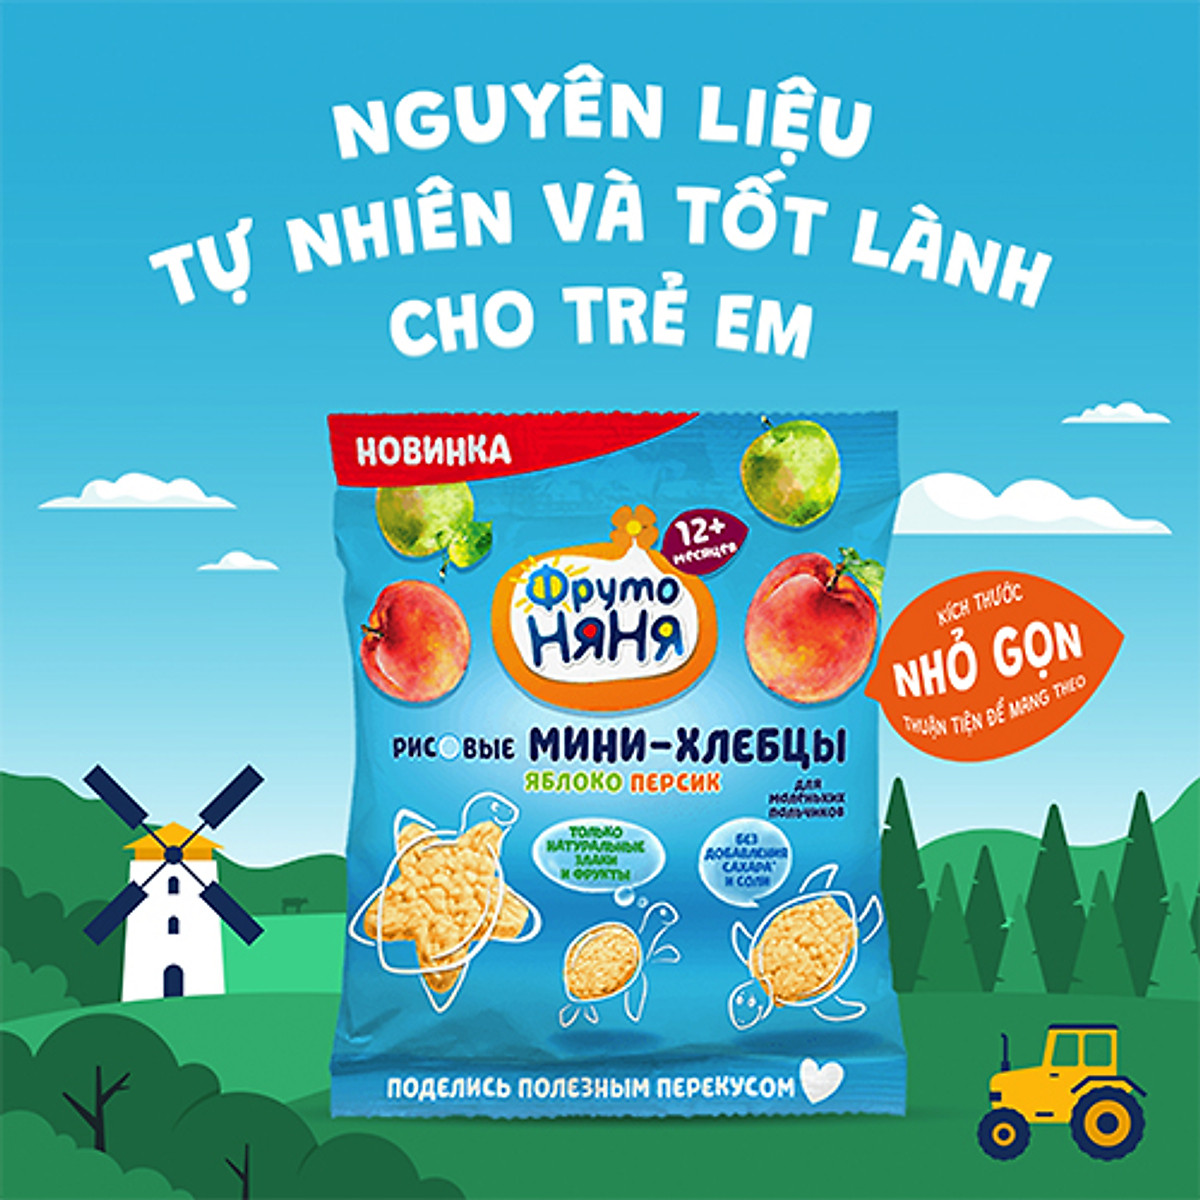 NGUYÊN LIỆU
TỰ NHIÊN VÀ TỐT LÀNH
CHO TRẺ EM
НОВИНКА
12+
месяцев
Фруто
Няня
КÍCH THƯỚC
NHỎ GỌN
THUẬN TIỆN ĐỂ MANG THEO
РИСОВЫЕ МИНИ-ХЛЕБЦЫ
ЯБЛОКО ПЕРСИК
для
маленьких
пальчиков
ТОЛЬКО
НАТУРАЛЬНЫЕ
ЗЛАКИ
И ФРУКТЫ
БЕЗ
ДОБАВЛЕНИЯ
САХАРА*
И СОЛИ
ПОДЕЛИСЬ ПОЛЕЗНЫМ ПЕРЕКУСОМ